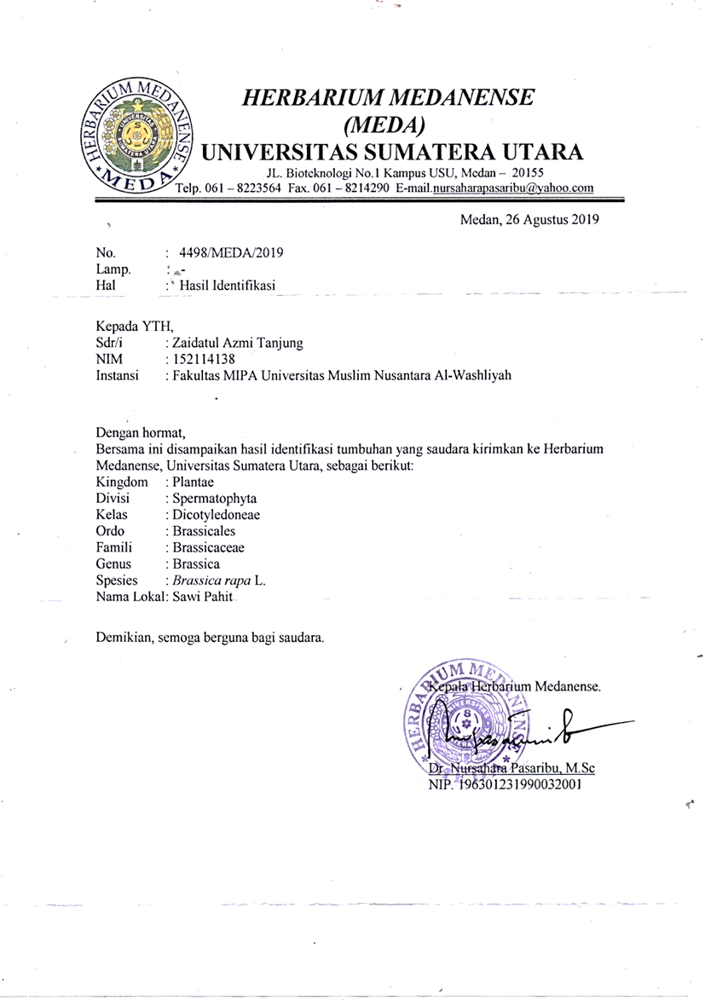 HERBARIUM MEDANENSE
(MEDA)
UNIVERSITAS SUMATERA UTARA
JL. Bioteknologi No.1 Kampus USU, Medan – 20155
Telp. 061 – 8223564 Fax. 061 – 8214290 E-mail.nursaharapasaribu@yahoo.com
HERBARIUM MEDANENSE
* MEDA *
UNIVERSITAS
SUMATERA UTARA
Medan, 26 Agustus 2019
No. : 4498/MEDA/2019
Lamp. : -
Hal : Hasil Identifikasi
Kepada YTH,
Sdr/i : Zaidatul Azmi Tanjung
NIM : 152114138
Instansi : Fakultas MIPA Universitas Muslim Nusantara Al-Washliyah
Dengan hormat,
Bersama ini disampaikan hasil identifikasi tumbuhan yang saudara kirimkan ke Herbarium
Medanense, Universitas Sumatera Utara, sebagai berikut:
Kingdom : Plantae
Divisi : Spermatophyta
Kelas : Dicotyledoneae
Ordo : Brassicales
Famili : Brassicaceae
Genus : Brassica
Spesies : Brassica rapa L.
Nama Lokal: Sawi Pahit
Demikian, semoga berguna bagi saudara.
Kepala Herbarium Medanense.
HERBARIUM MEDANENSE
Dr. Nursahara Pasaribu, M.Sc
NIP. 196301231990032001